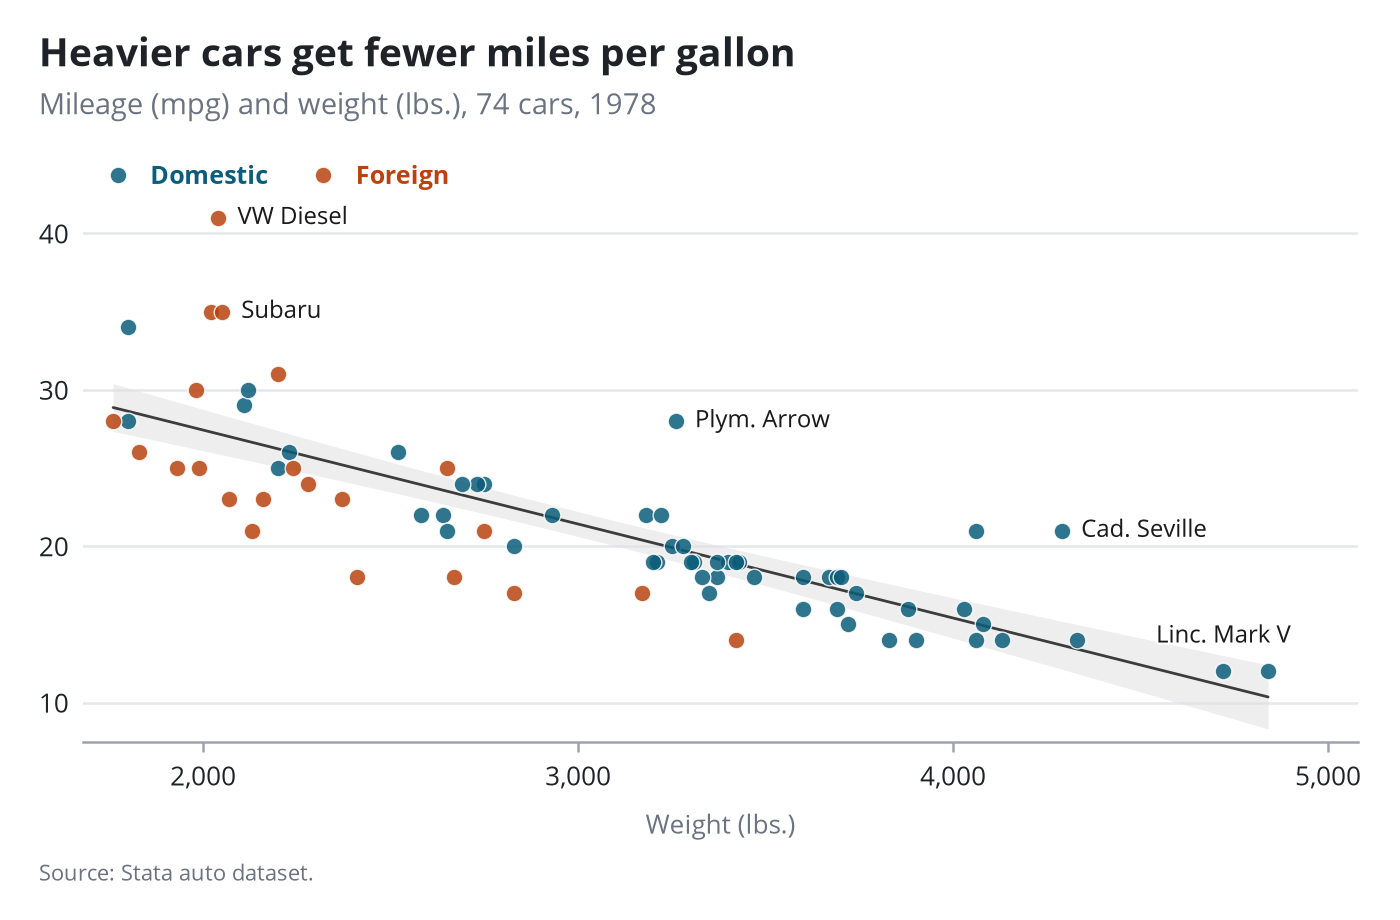 Heavier cars get fewer miles per gallon
Mileage (mpg) and weight (lbs.), 74 cars, 1978
Domestic Foreign
VW Diesel
40
Subaru
30
Plym. Arrow
Cad. Seville
20
Linc. Mark V
10
2,000 3,000 4,000 5,000
Weight (lbs.)
Source: Stata auto dataset.